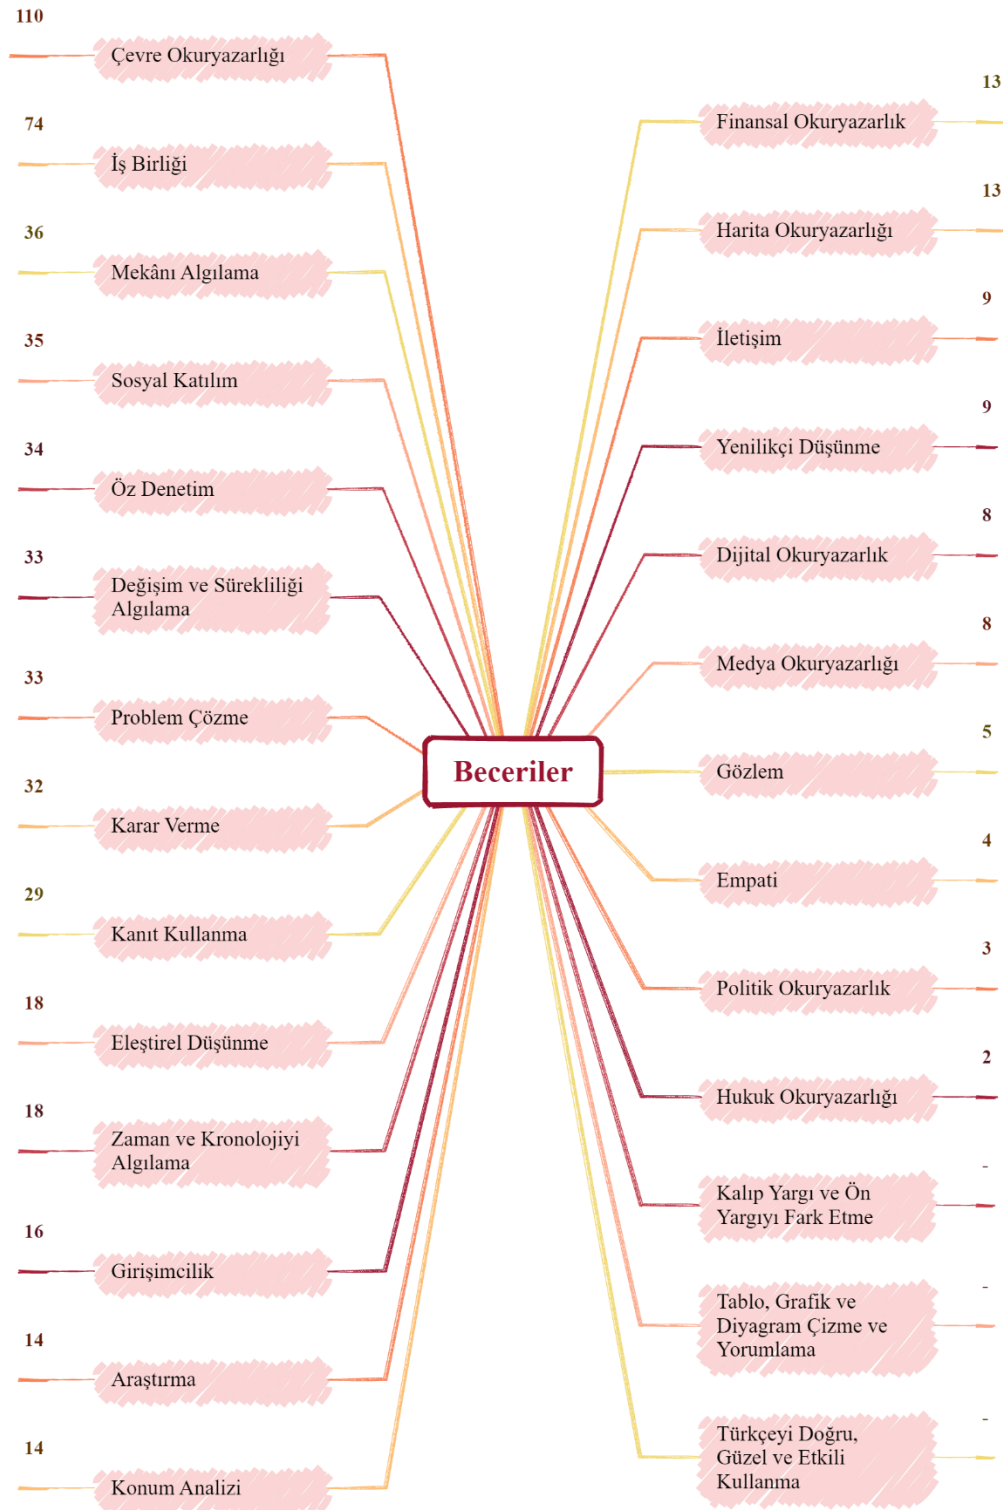 110
Çevre Okuryazarlığı
74
İş Birliği
36
Mekânı Algılama
35
Sosyal Katılım
34
Öz Denetim
33
Değişim ve Sürekliliği
Algılama
33
Problem Çözme
32
Karar Verme
29
Kanıt Kullanma
18
Eleştirel Düşünme
18
Zaman ve Kronolojiyi
Algılama
16
Girişimcilik
14
Araştırma
14
Konum Analizi
Beceriler
13
Finansal Okuryazarlık
13
Harita Okuryazarlığı
9
İletişim
9
Yenilikçi Düşünme
8
Dijital Okuryazarlık
8
Medya Okuryazarlığı
5
Gözlem
4
Empati
3
Politik Okuryazarlık
2
Hukuk Okuryazarlığı
-
Kalıp Yargı ve Ön
Yargıyı Fark Etme
-
Tablo, Grafik ve
Diyagram Çizme ve
Yorumlama
-
Türkçeyi Doğru,
Güzel ve Etkili
Kullanma